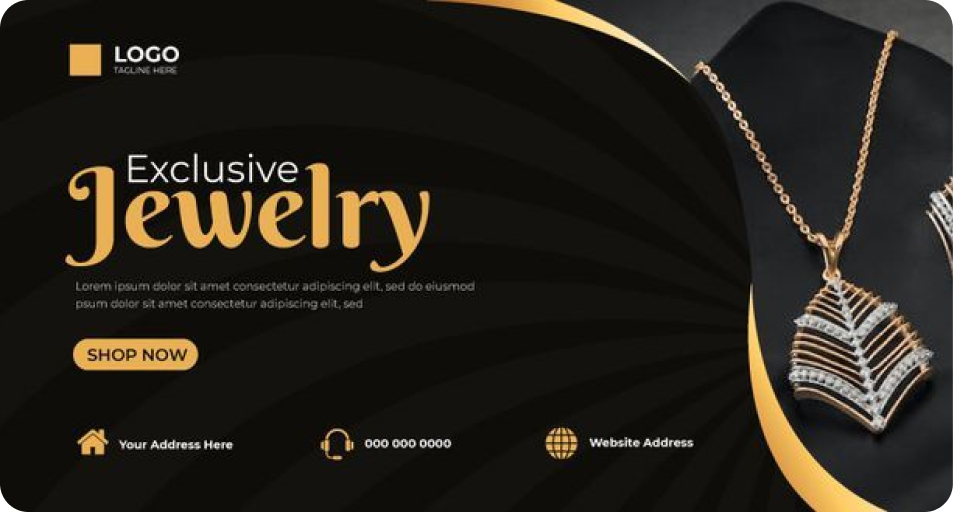 LOGO
TAGLINE HERE
Exclusive
Jewelry
Lorem ipsum dolor sit amet consectetur adipiscing elit, sed do eiusmod
psum dolor sit amet consectetur adipiscing elit, sed
SHOP NOW
Your Address Here
000 000 0000
Website Address